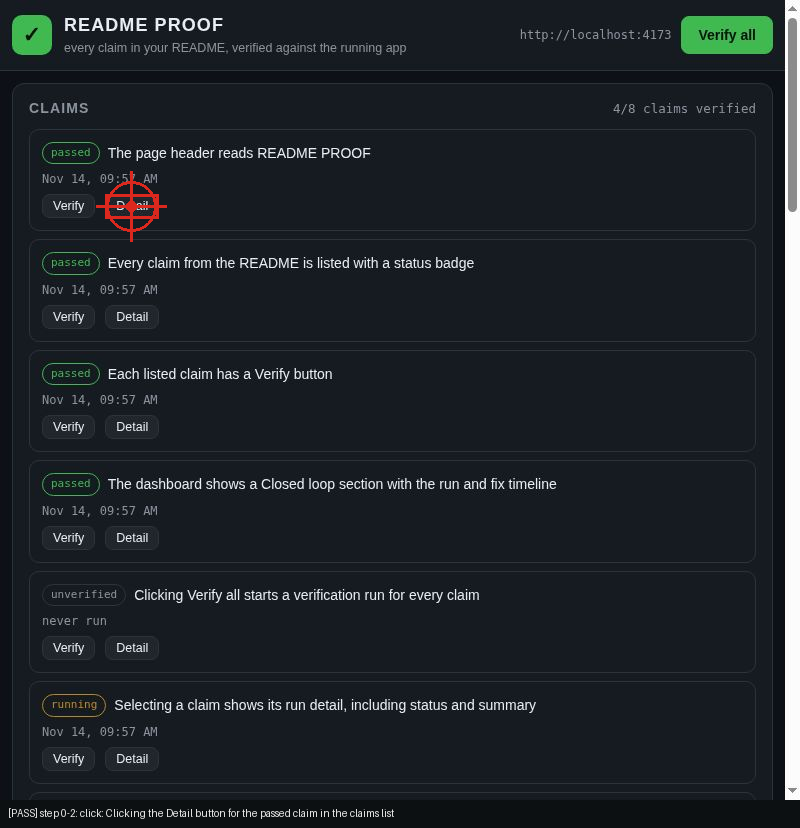 ✓ README PROOF
every claim in your README, verified against the running app
http://localhost:4173
Verify all
CLAIMS
4/8 claims verified
passed The page header reads README PROOF
Nov 14, 09:57 AM
Verify Detail
passed Every claim from the README is listed with a status badge
Nov 14, 09:57 AM
Verify Detail
passed Each listed claim has a Verify button
Nov 14, 09:57 AM
Verify Detail
passed The dashboard shows a Closed loop section with the run and fix timeline
Nov 14, 09:57 AM
Verify Detail
unverified Clicking Verify all starts a verification run for every claim
never run
Verify Detail
running Selecting a claim shows its run detail, including status and summary
Nov 14, 09:57 AM
Verify Detail
[PASS] step 0-2: click: Clicking the Detail button for the passed claim in the claims list